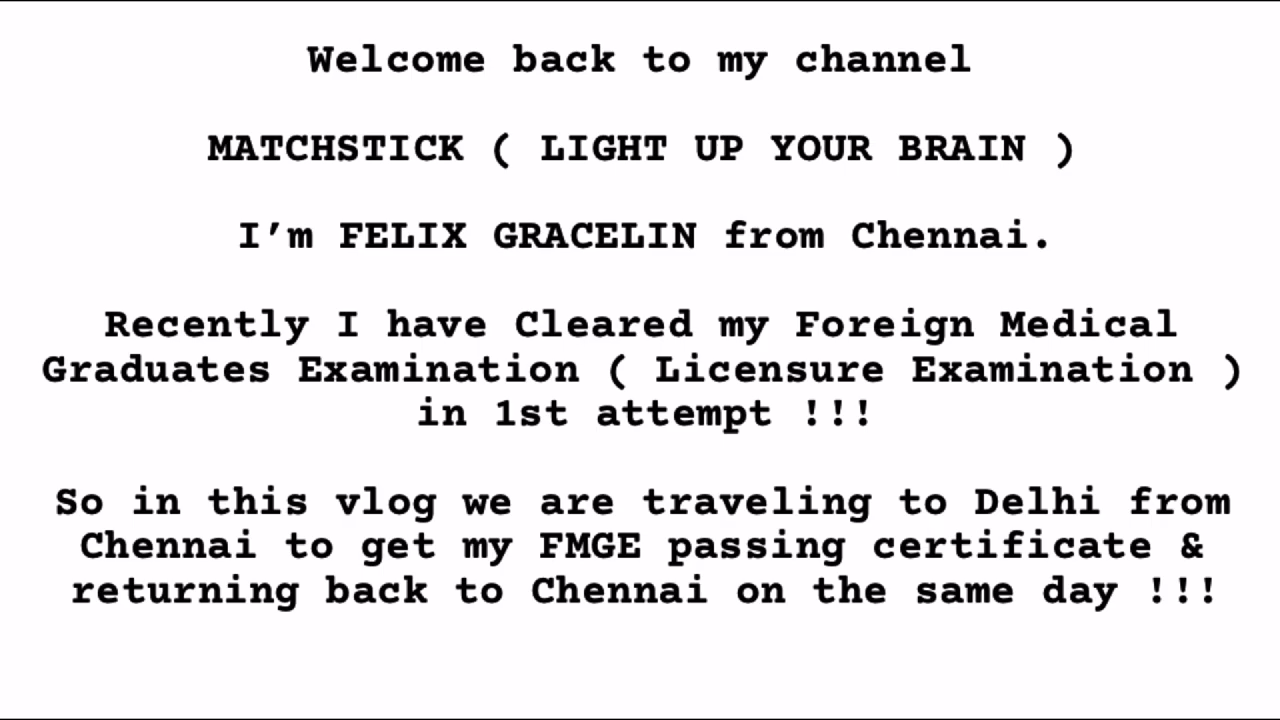 Welcome back to my channel
MATCHSTICK ( LIGHT UP YOUR BRAIN )
I’m FELIX GRACELIN from Chennai.
Recently I have Cleared my Foreign Medical
Graduates Examination ( Licensure Examination )
in 1st attempt !!!
So in this vlog we are traveling to Delhi from
Chennai to get my FMGE passing certificate &
returning back to Chennai on the same day !!!